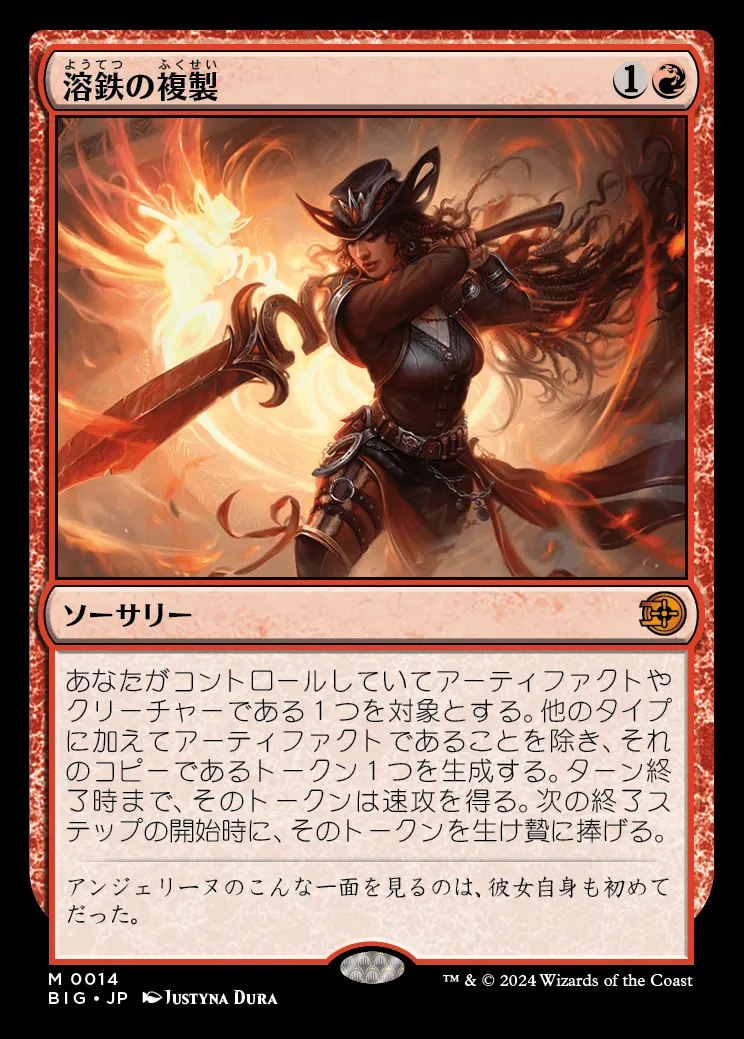 ようてつ ふくせい
溶鉄の複製 1
ソーサリー
あなたがコントロールしていてアーティファクトや
クリーチャーである１つを対象とする。他のタイプ
に加えてアーティファクトであることを除き、それ
のコピーであるトークン１つを生成する。ターン終
了時まで、そのトークンは速攻を得る。次の終了ス
テップの開始時に、そのトークンを生け贄に捧げる。
アンジェリーヌのこんな一面を見るのは、彼女自身も初めて
だった。
M 0014
BIG • JP Justyna Dura
™ & © 2024 Wizards of the Coast